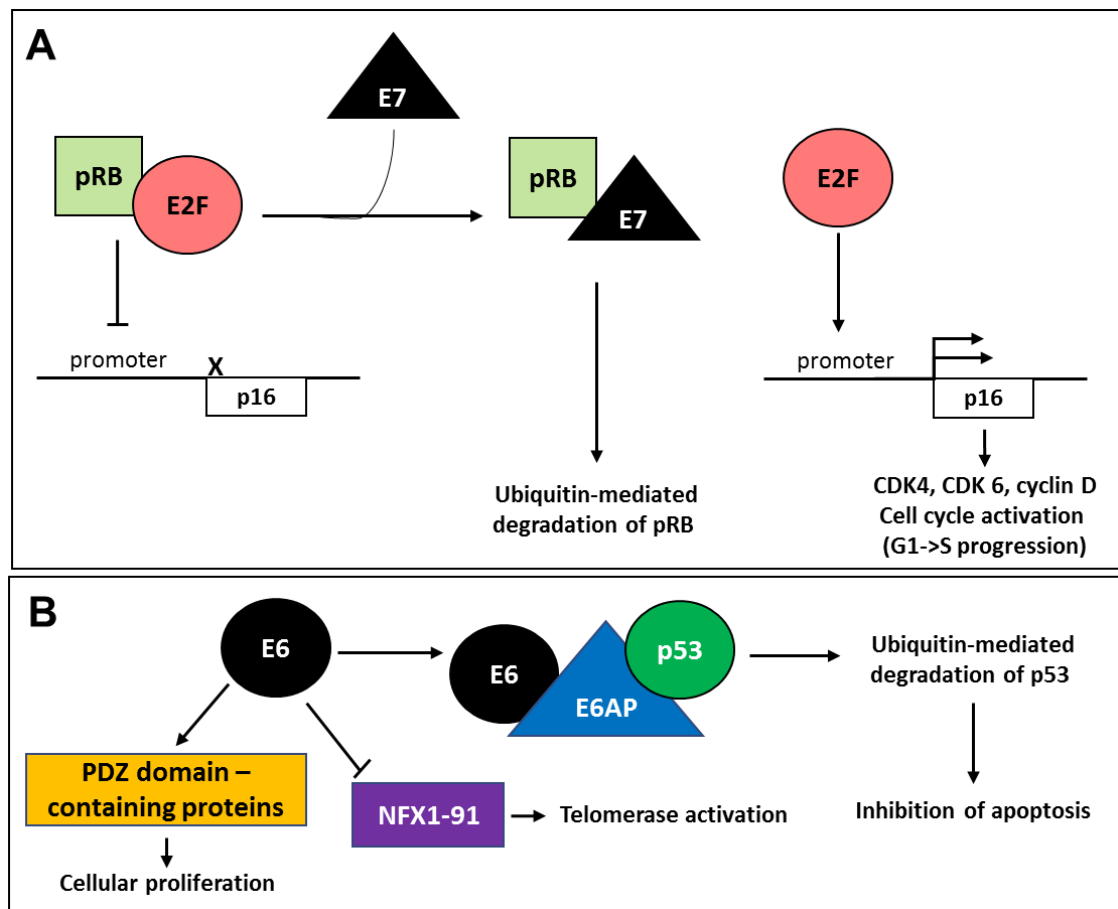 A
E7
pRB
E2F
pRB
E7
E2F
promoter
X
p16
promoter
p16
Ubiquitin-mediated
degradation of pRB
CDK4, CDK 6, cyclin D
Cell cycle activation
(G1->S progression)
B
E6
E6
E6AP
p53
Ubiquitin-mediated
degradation of p53
PDZ domain –
containing proteins
NFX1-91
Telomerase activation
Inhibition of apoptosis
Cellular proliferation